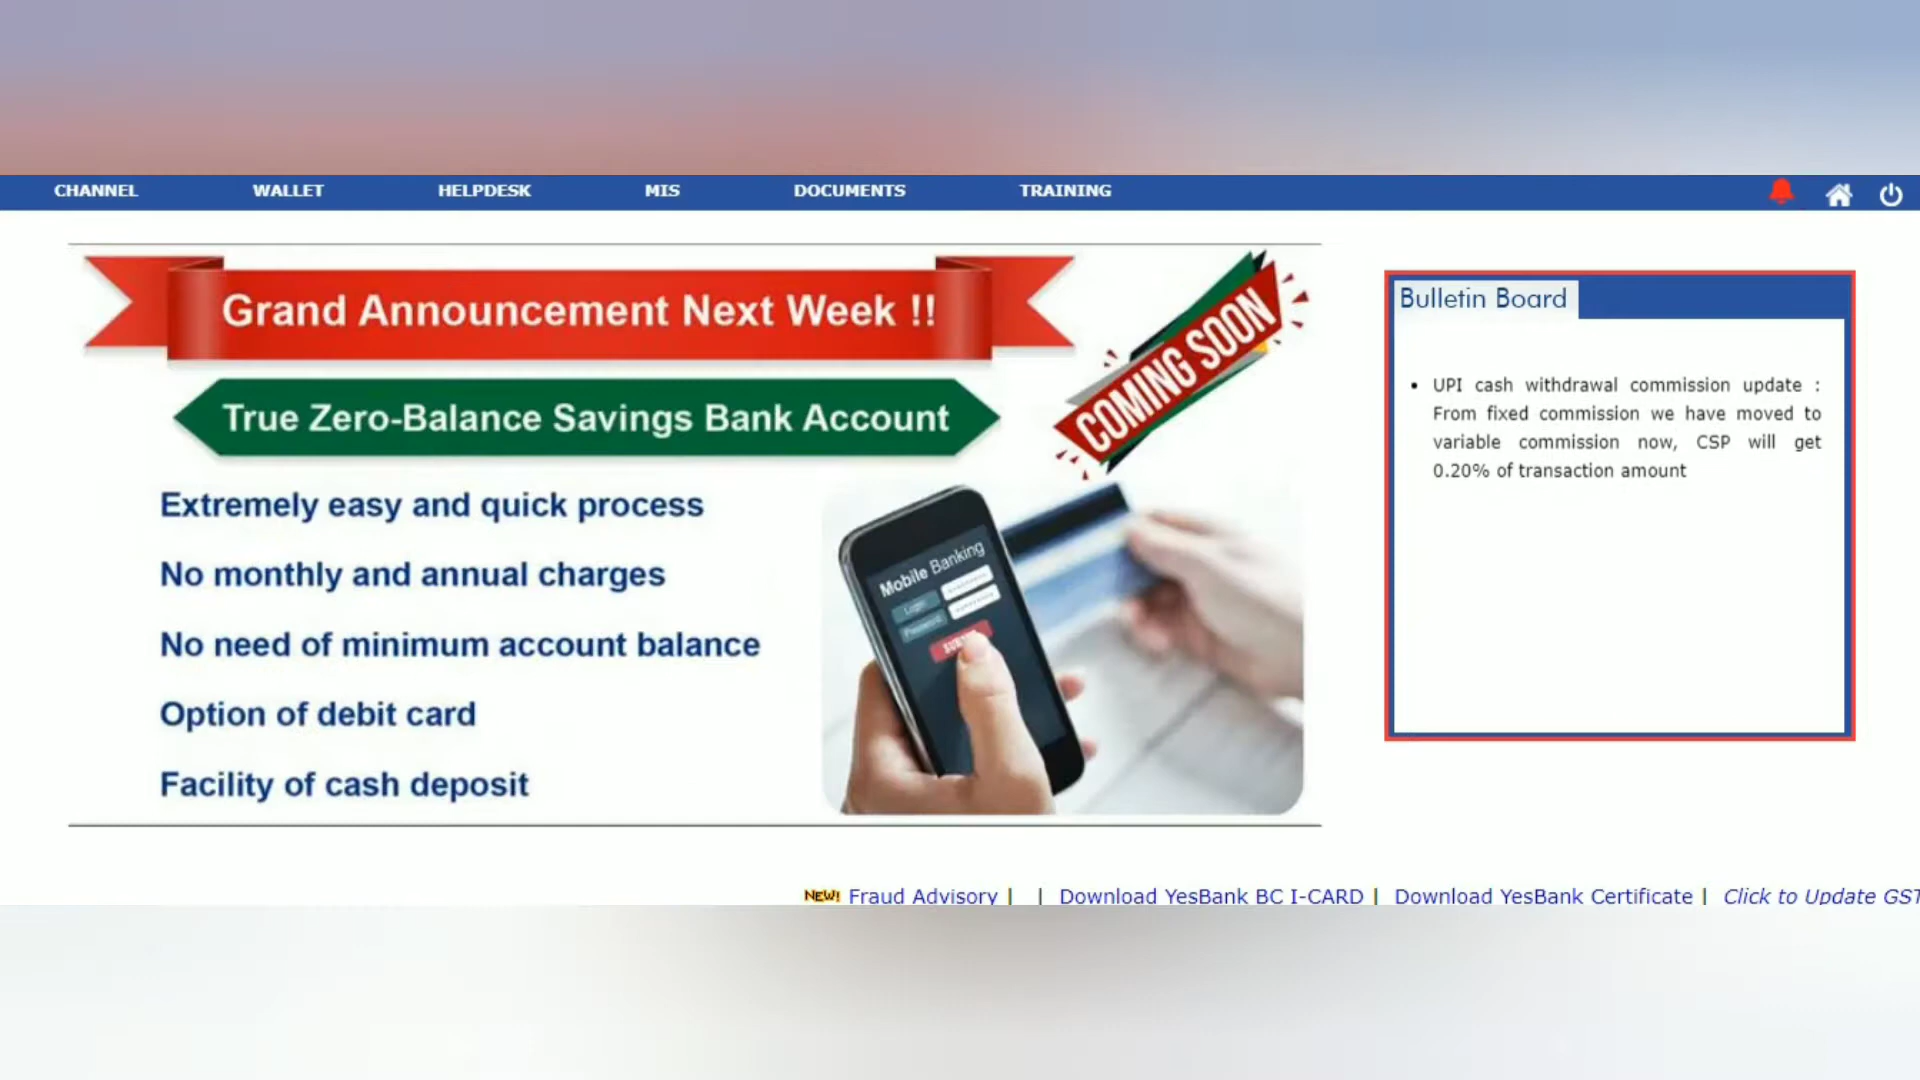 CHANNEL WALLET HELPDESK MIS DOCUMENTS TRAINING
Grand Announcement Next Week !!
COMING SOON
True Zero-Balance Savings Bank Account
Extremely easy and quick process
No monthly and annual charges
No need of minimum account balance
Option of debit card
Facility of cash deposit
Mobile Banking
Login
Password
Bulletin Board
• UPI cash withdrawal commission update :
From fixed commission we have moved to
variable commission now, CSP will get
0.20% of transaction amount
NEW! Fraud Advisory | | Download YesBank BC I-CARD | Download YesBank Certificate | Click to Update GST